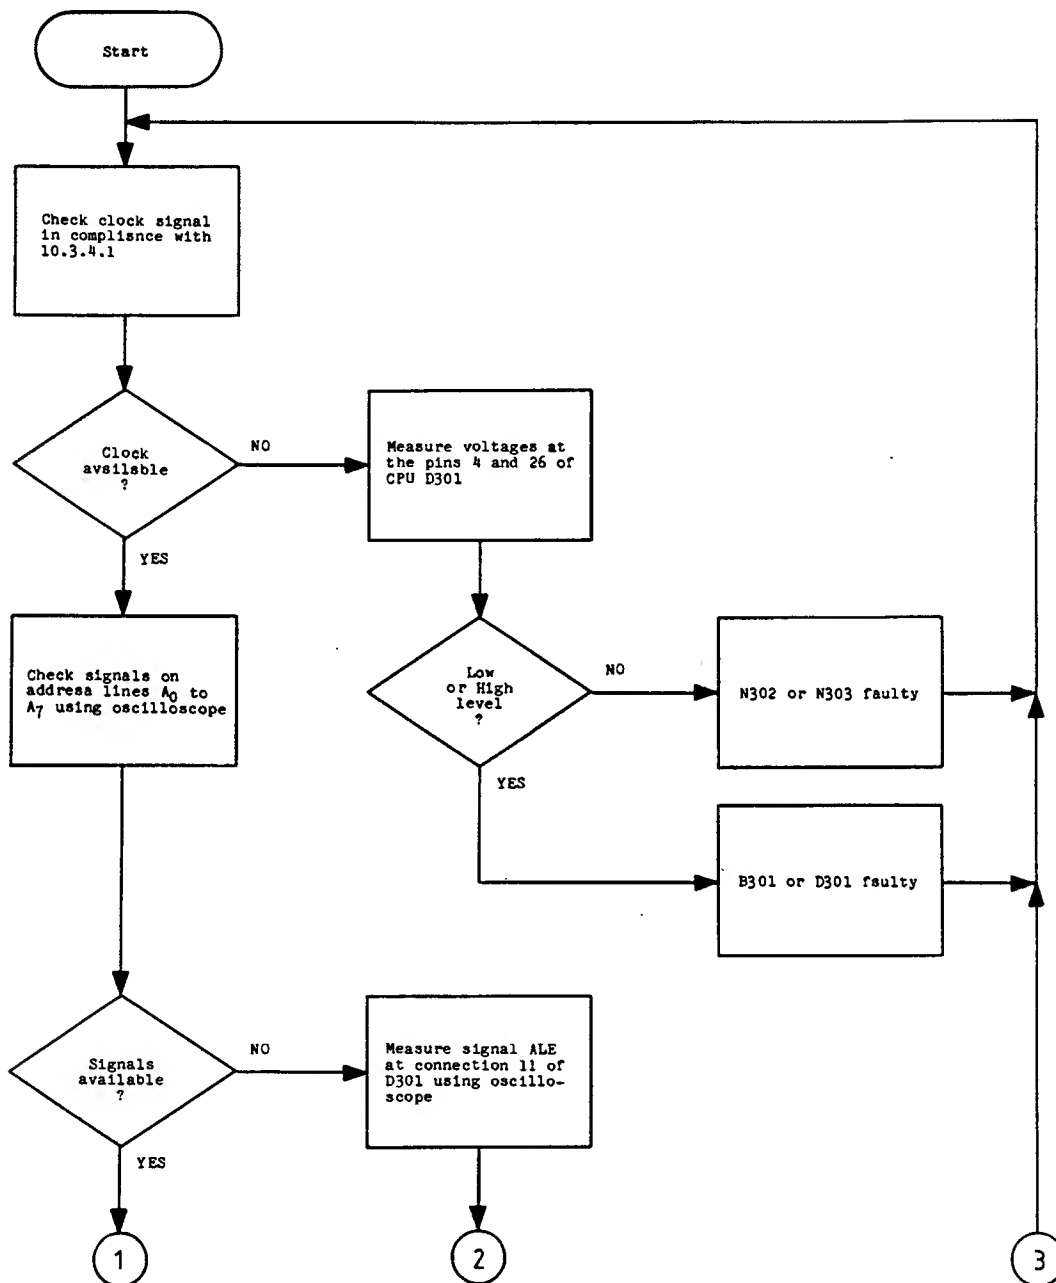 Start
Check clock signal
in complisnce with
10.3.4.1
Clock
avsilsble
?
NO
YES
Measure voltages at
the pins 4 and 26 of
CPU D301
Low
or High
level
?
NO
YES
N302 or N303 faulty
B301 or D301 fsulty
Check signals on
addresa lines A0 to
A7 using oscilloscope
Signals
available
?
NO
YES
Measure signal ALE
at connection 11 of
D301 using oscillo-
scope
1
2
3